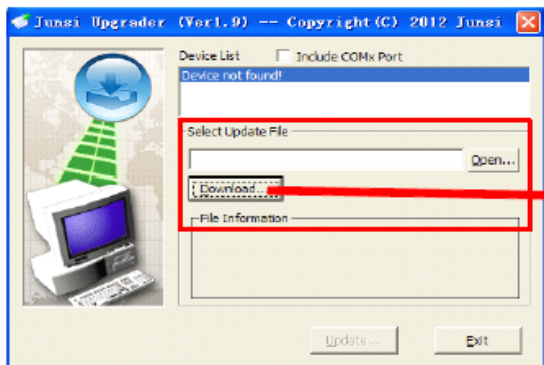 Junsi Upgrader (Ver1.9) -- Copyright(C) 2012 Junsi
Device List Include COMx Port
Device not found!
Select Update File
Open...
Download...
File Information
Update... Exit